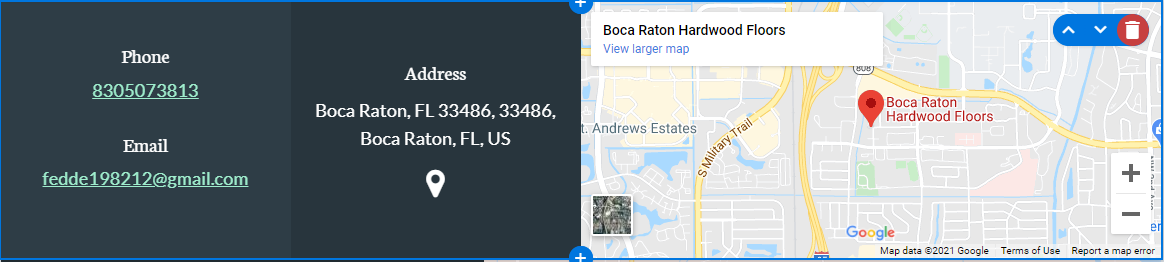 Phone
8305073813
Email
fedde198212@gmail.com
Address
Boca Raton, FL 33486, 33486,
Boca Raton, FL, US
Boca Raton Hardwood Floors
View larger map
808
Boca Raton
Hardwood Floors
t. Andrews Estates
S Military Trail
Google
Map data ©2021 Google
Terms of Use
Report a map error